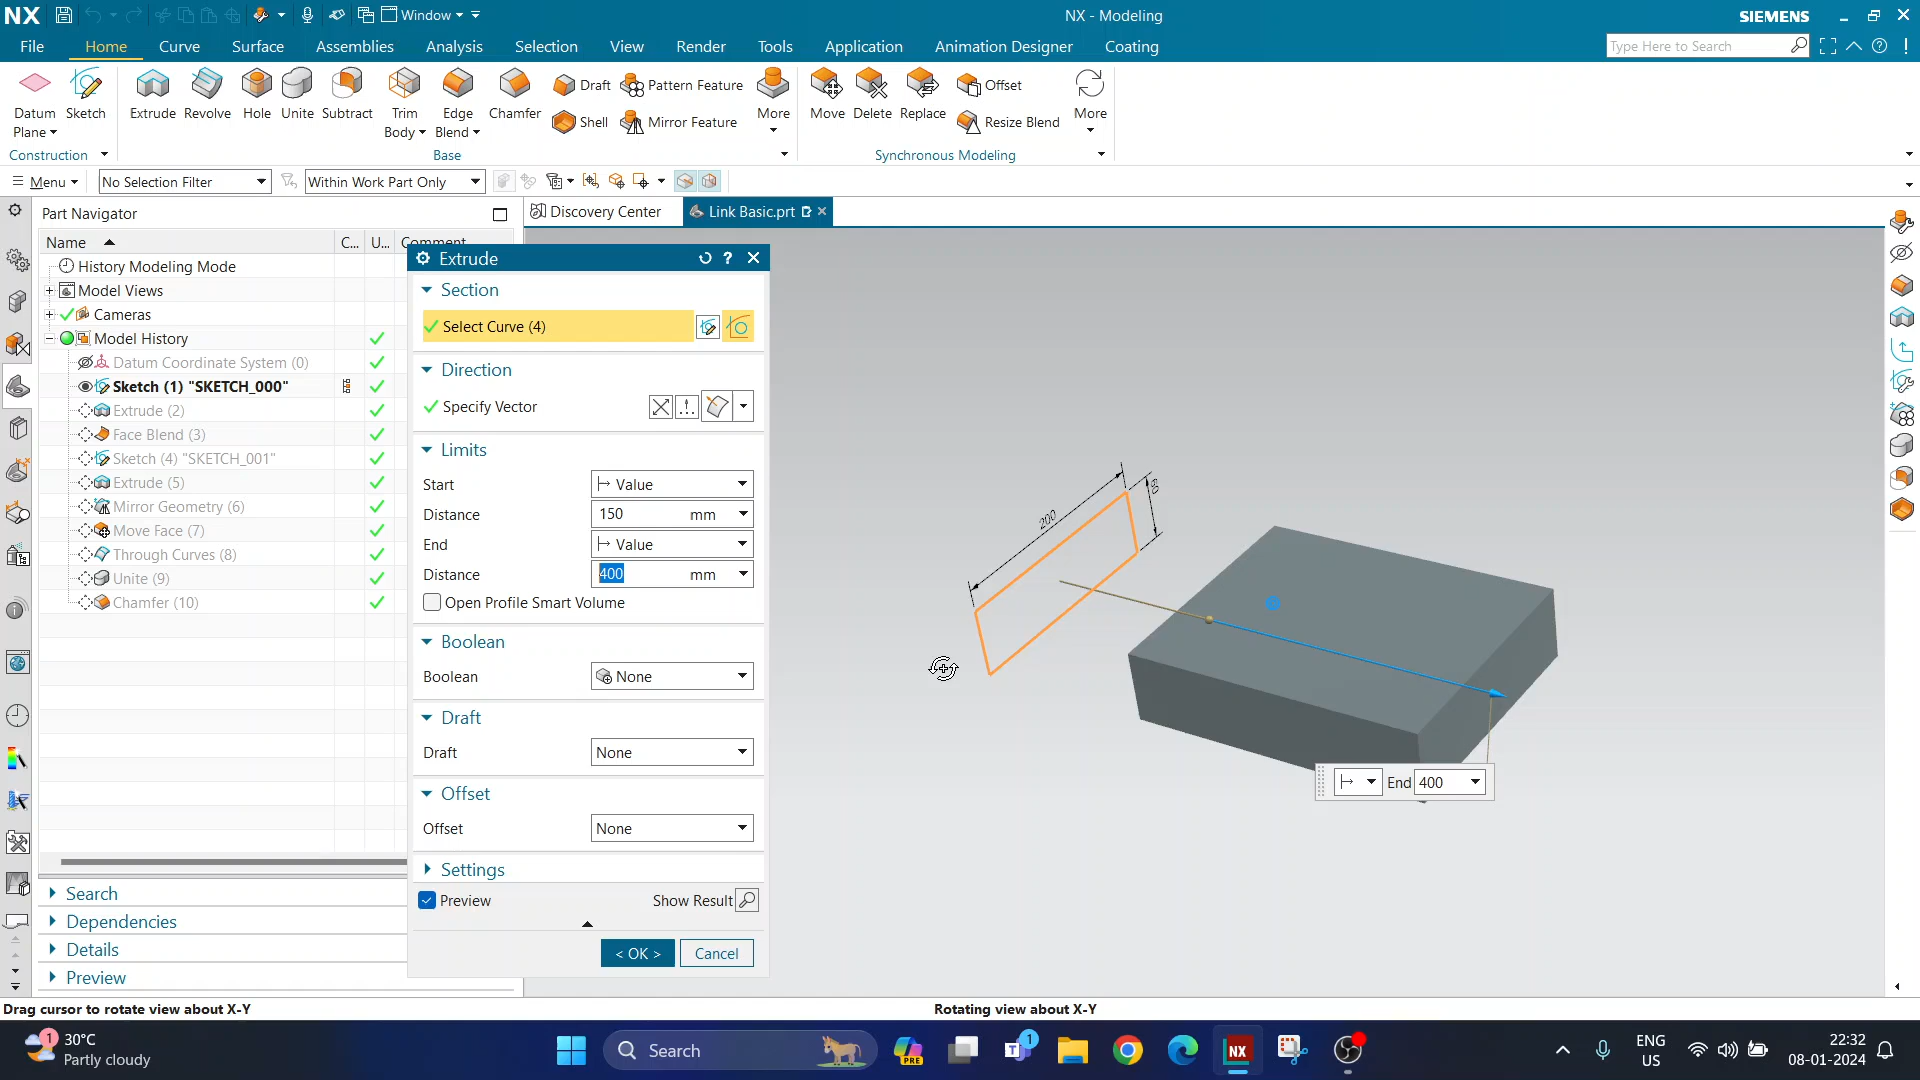 NX
Window
NX - Modeling
SIEMENS
File
Home
Curve
Surface
Assemblies
Analysis
Selection
View
Render
Tools
Application
Animation Designer
Coating
Type Here to Search
Datum Plane
Sketch
Extrude
Revolve
Hole
Unite
Subtract
Trim Body
Edge Blend
Chamfer
Draft
Shell
Pattern Feature
Mirror Feature
More
Move
Delete
Replace
Offset
Resize Blend
More
Construction
Base
Synchronous Modeling
Menu
No Selection Filter
Within Work Part Only
Part Navigator
Discovery Center
Link Basic.prt
Name
C...
U...
Comment
History Modeling Mode
Model Views
Cameras
Model History
Datum Coordinate System (0)
Sketch (1) "SKETCH_000"
Extrude (2)
Face Blend (3)
Sketch (4) "SKETCH_001"
Extrude (5)
Mirror Geometry (6)
Move Face (7)
Through Curves (8)
Unite (9)
Chamfer (10)
Search
Dependencies
Details
Preview
Extrude
Section
Select Curve (4)
Direction
Specify Vector
Limits
Start
Value
Distance
150 mm
End
Value
Distance
400 mm
Open Profile Smart Volume
Boolean
Boolean
None
Draft
Draft
None
Offset
Offset
None
Settings
Preview
Show Result
< OK >
Cancel
200
End 400
Drag cursor to rotate view about X-Y
Rotating view about X-Y
1
30°C
Partly cloudy
Search
PRE
T
1
NX
ENG
US
22:32
08-01-2024